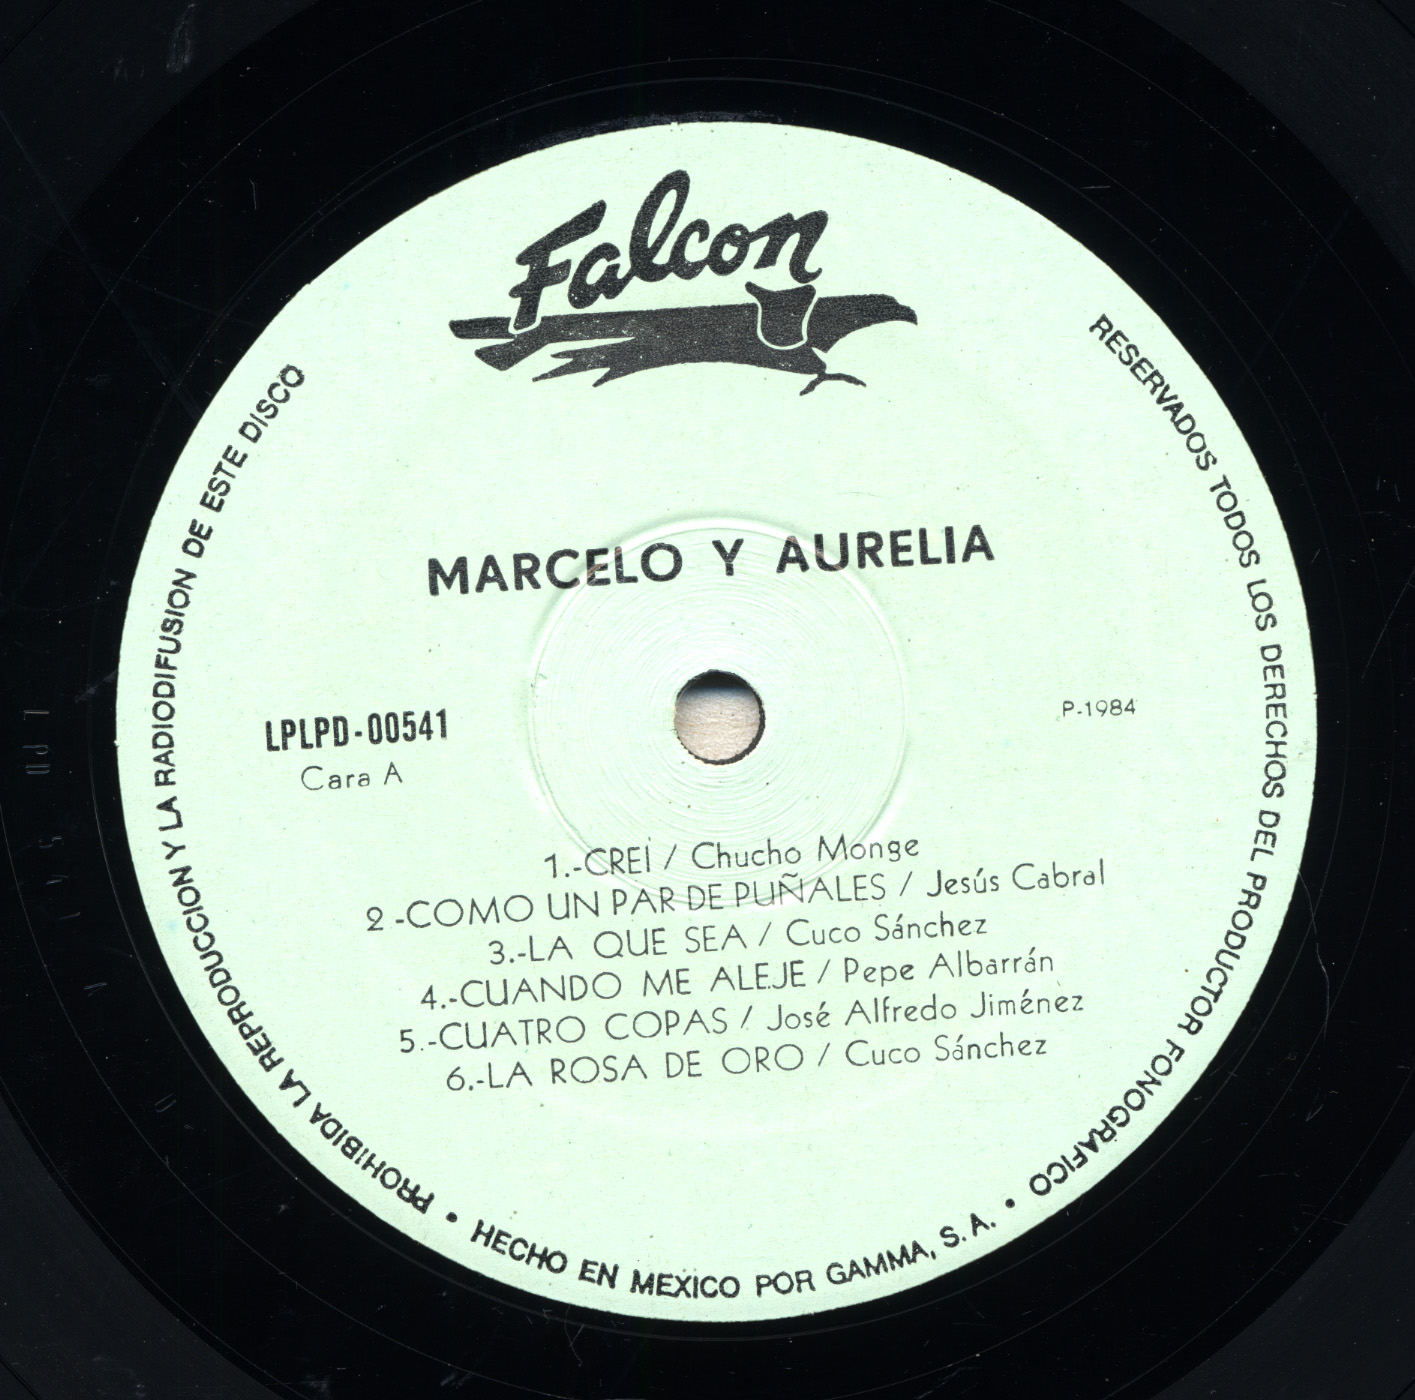 Falcon
MARCELO Y AURELIA
LPLPD-00541
Cara A
P-1984
1.-CREÍ / Chucho Monge
2.-COMO UN PAR DE PUÑALES / Jesús Cabral
3.-LA QUE SEA / Cuco Sánchez
4.-CUANDO ME ALEJE / Pepe Albarrán
5.-CUATRO COPAS / José Alfredo Jiménez
6.-LA ROSA DE ORO / Cuco Sánchez
PROHIBIDA LA REPRODUCCION Y LA RADIODIFUSION DE ESTE DISCO
RESERVADOS TODOS LOS DERECHOS DEL PRODUCTOR FONOGRAFICO •
• HECHO EN MEXICO POR GAMMA, S. A.